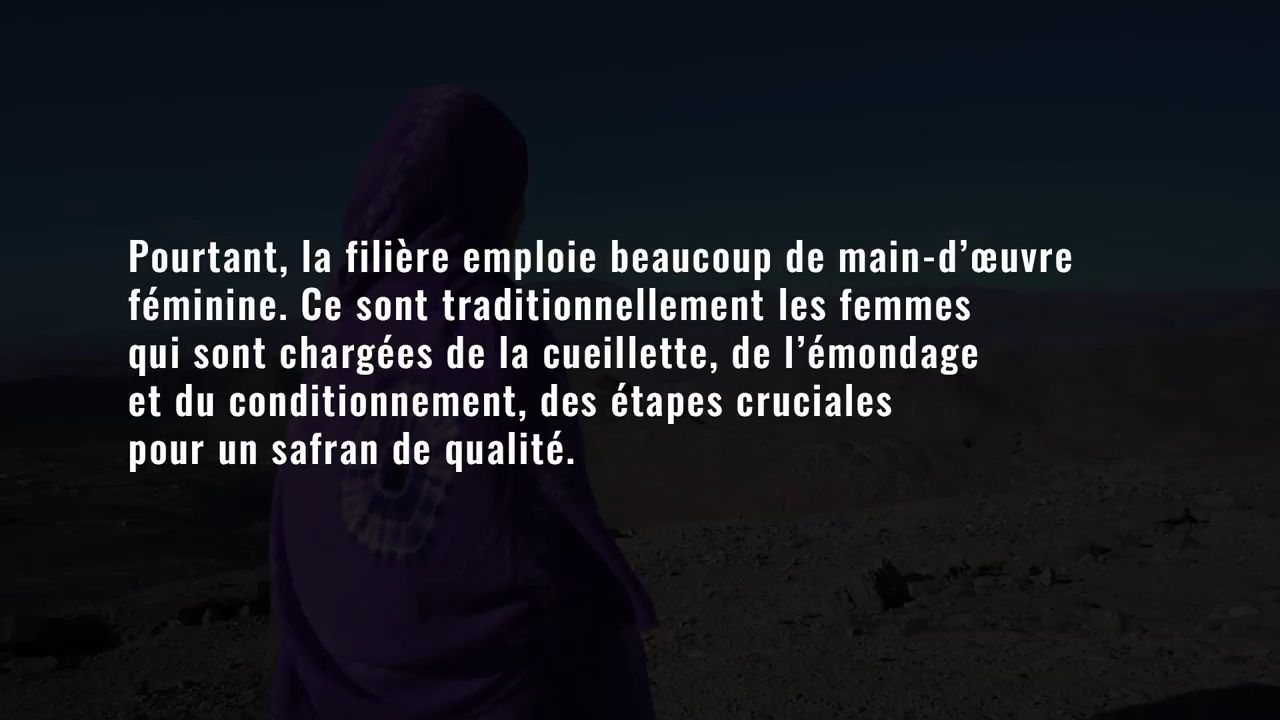 Pourtant, la filière emploie beaucoup de main-d’œuvre
féminine. Ce sont traditionnellement les femmes
qui sont chargées de la cueillette, de l’émondage
et du conditionnement, des étapes cruciales
pour un safran de qualité.